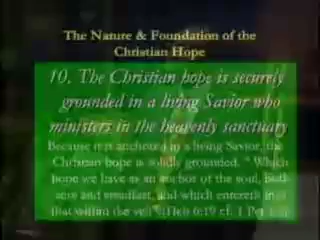 The Nature & Foundation of the
Christian Hope
10. The Christian hope is securely
grounded in a living Savior who
ministers in the heavenly sanctuary
Because it is anchored in a living Savior, the
Christian hope is solidly grounded. "Which
hope we have as an anchor of the soul, both
sure and steadfast, and which entereth into
that within the veil" (Heb 6:19 cf. 1 Pet